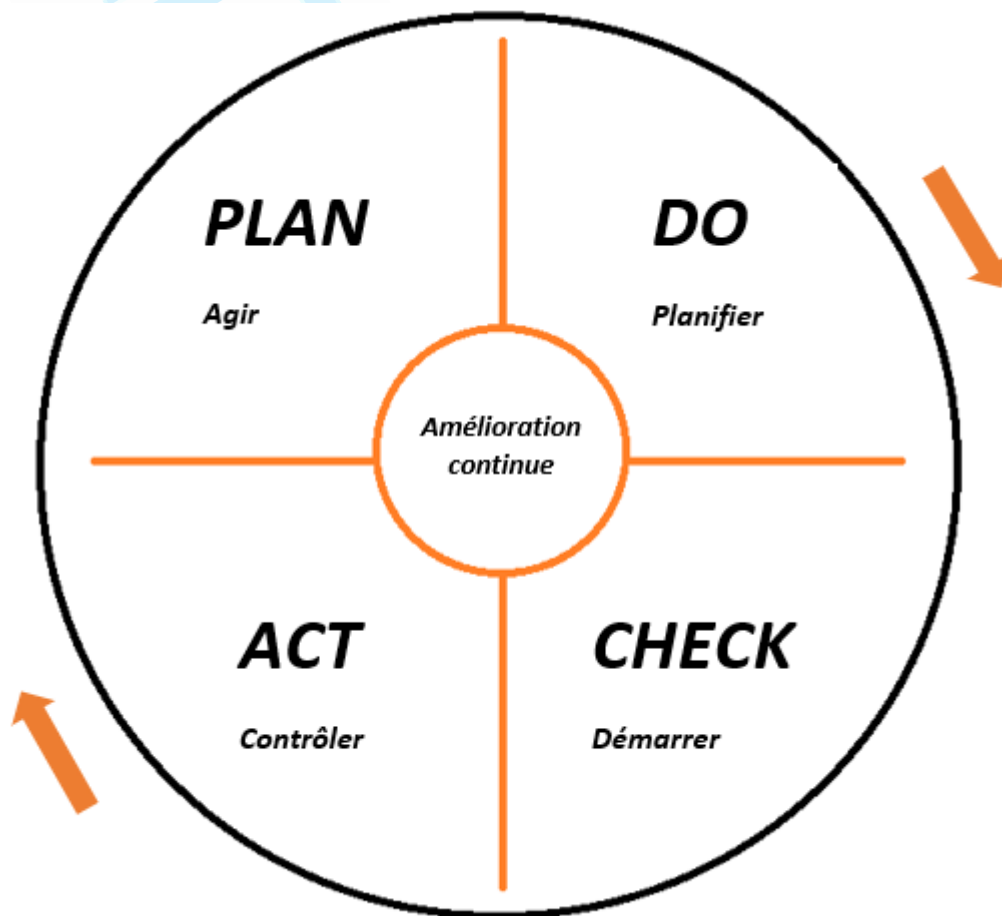 PLAN
Agir
DO
Planifier
Amélioration
continue
ACT
Contrôler
CHECK
Démarrer